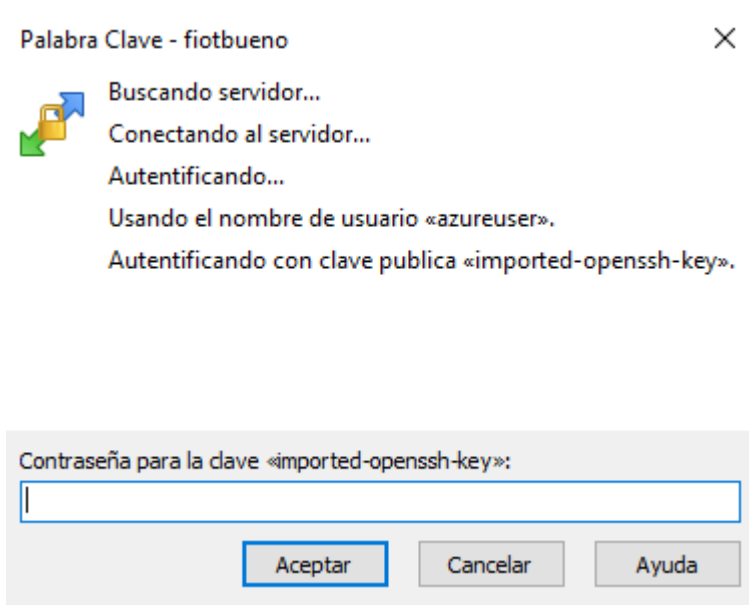 Palabra Clave - fiotbueno
Buscando servidor...
Conectando al servidor...
Autentificando...
Usando el nombre de usuario «azureuser».
Autentificando con clave publica «imported-openssh-key».
Contraseña para la clave «imported-openssh-key»:
Aceptar
Cancelar
Ayuda